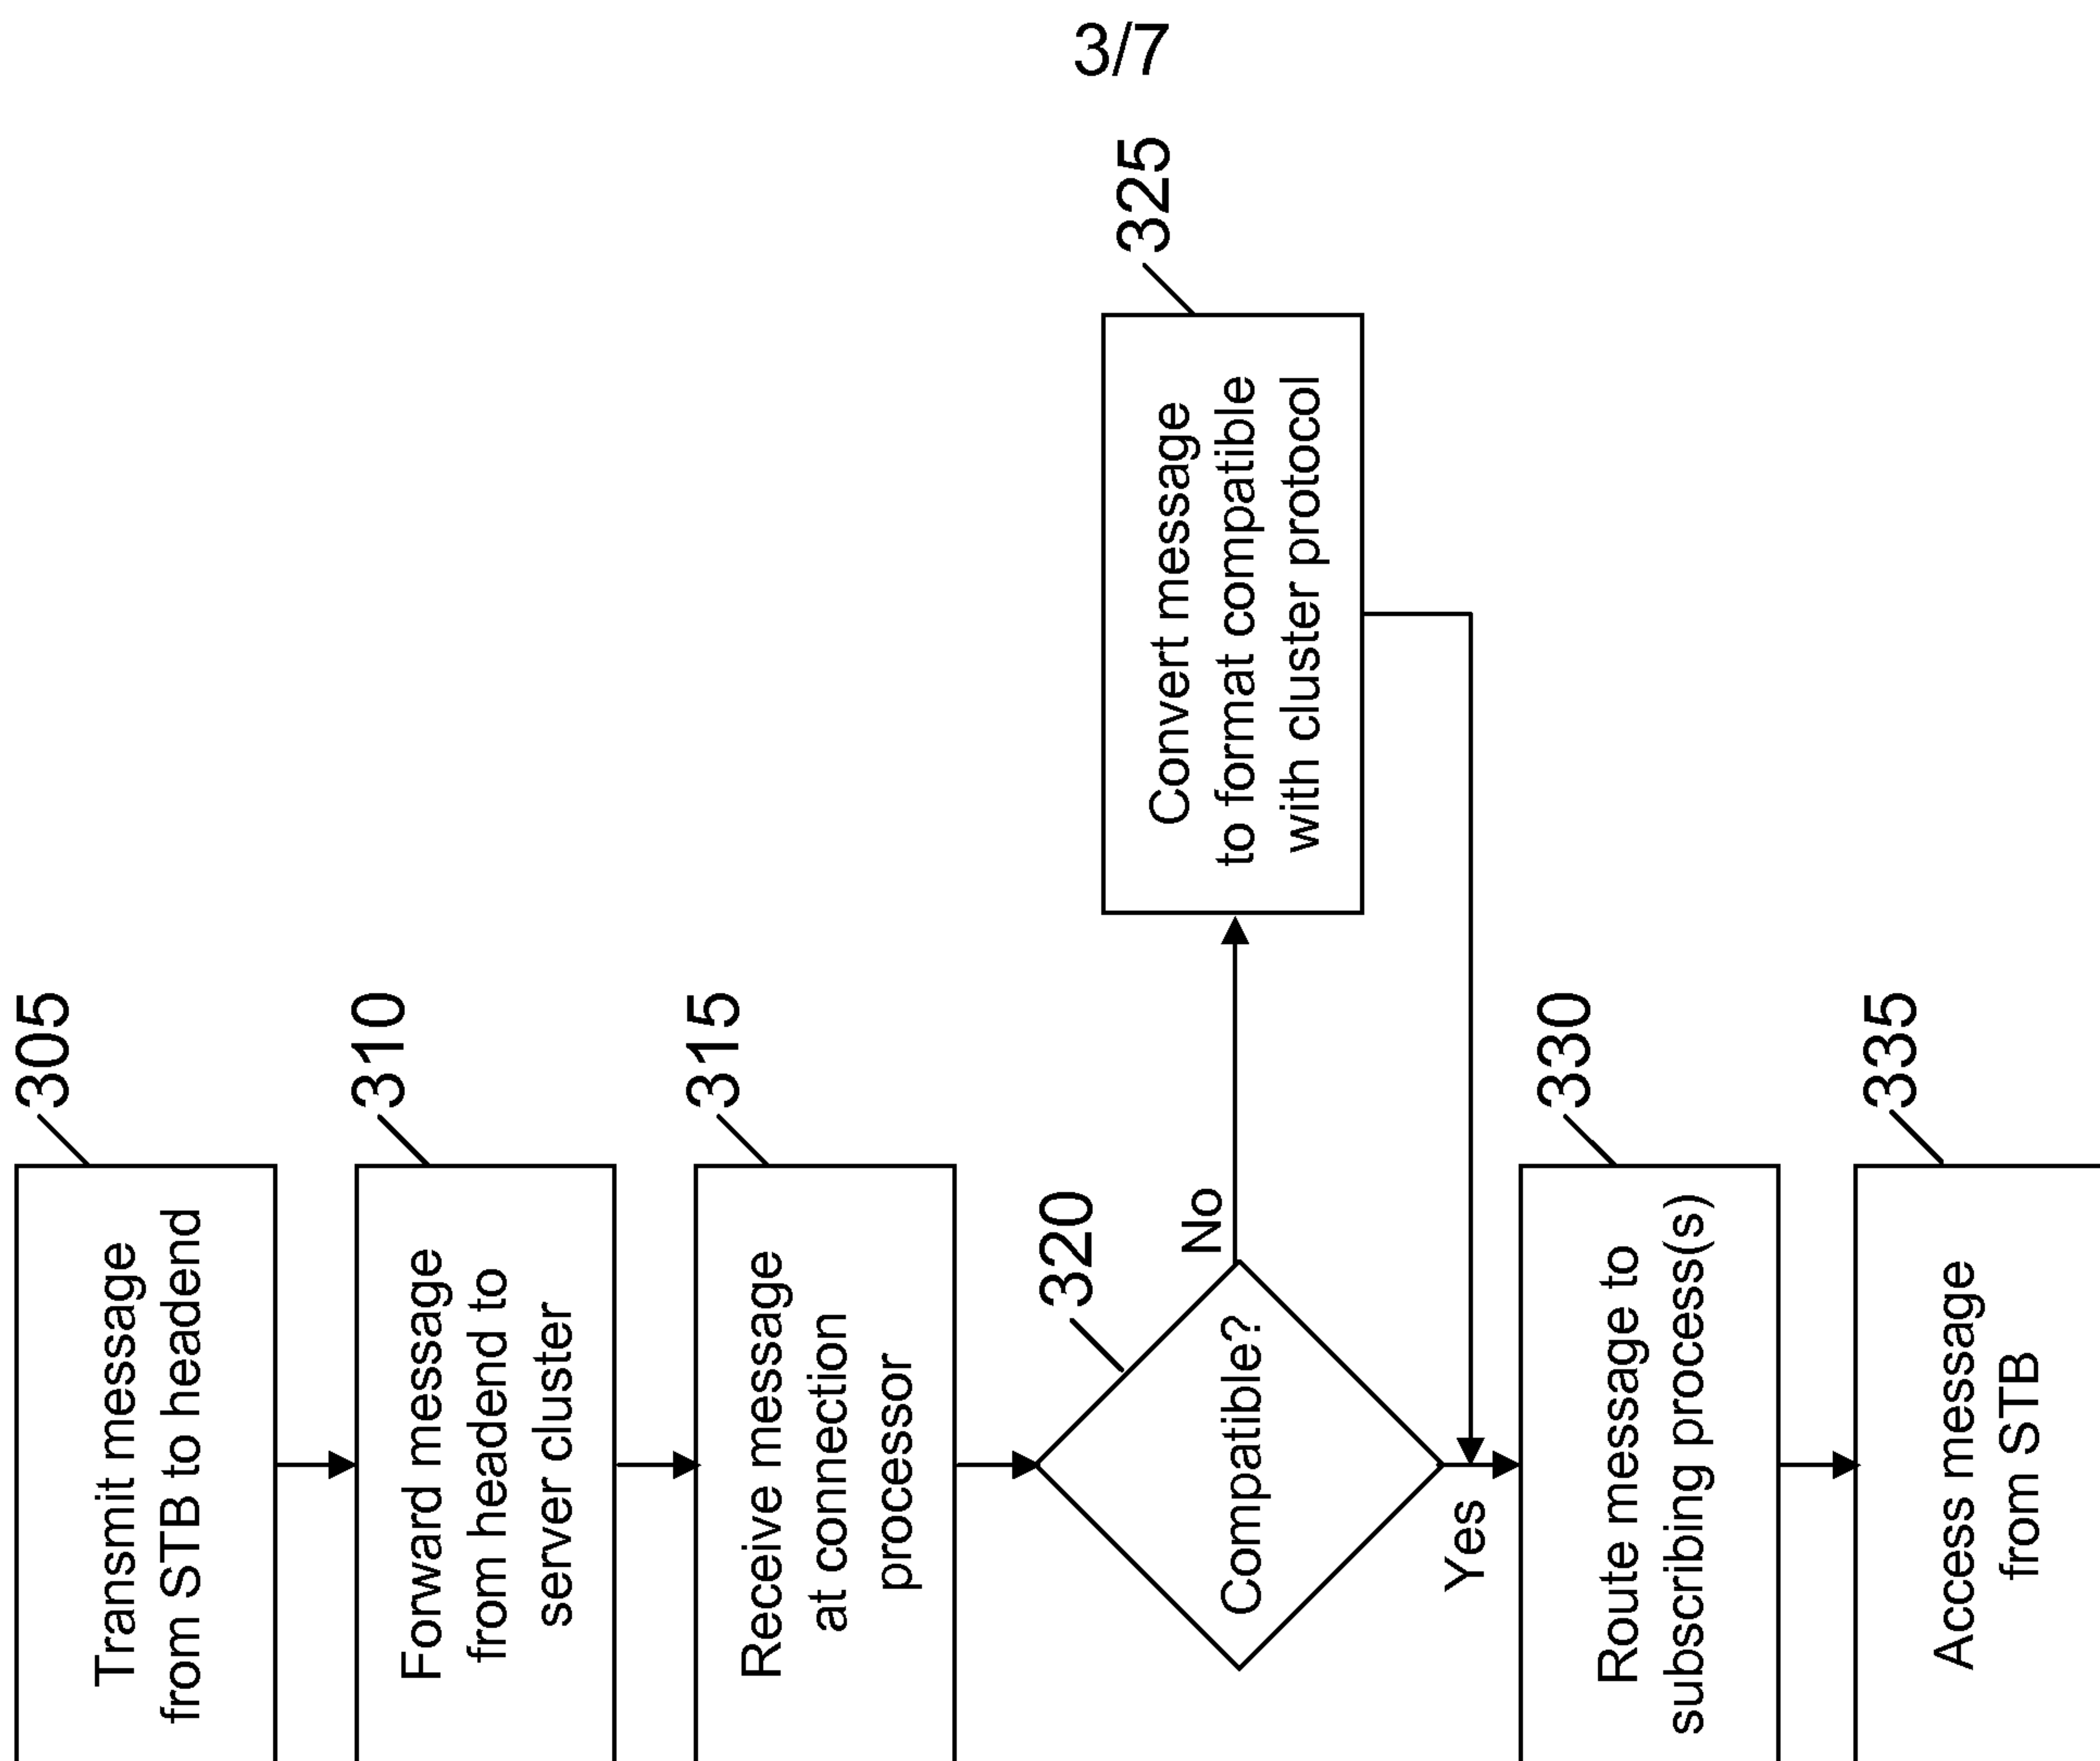 3/7
305
Transmit message
from STB to headend
310
Forward message
from headend to
server cluster
315
Receive message
at connection
processor
320
Compatible?
No
325
Convert message
to format compatible
with cluster protocol
Yes
330
Route message to
subscribing process(s)
335
Access message
from STB